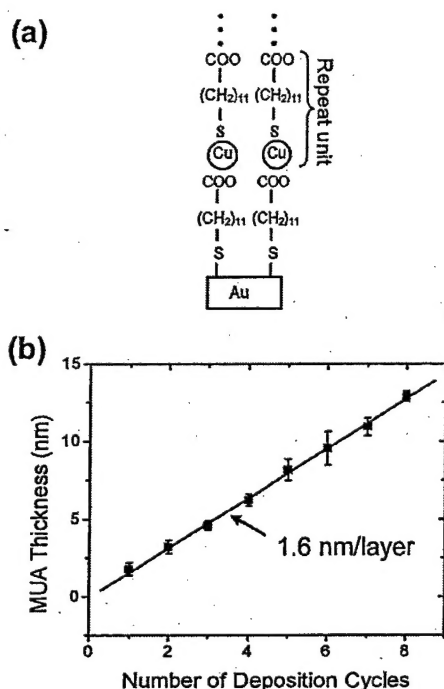 (a)
COO COO
(CH₂)₁₁ (CH₂)₁₁
S S
Cu Cu
COO COO
(CH₂)₁₁ (CH₂)₁₁
S S
Au
Repeat unit
(b)
MUA Thickness (nm)
15
10
5
0
1.6 nm/layer
0 2 4 6 8
Number of Deposition Cycles